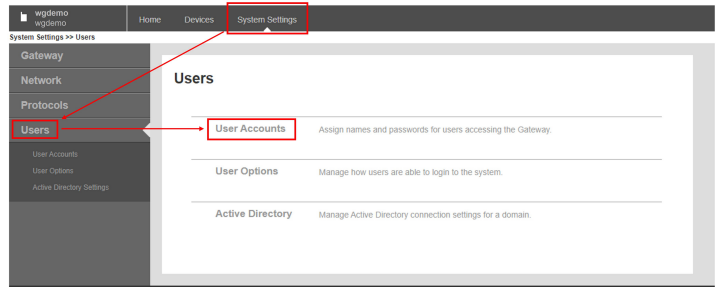 wgdemo
wgdemo
Home Devices System Settings
System Settings >> Users
Gateway
Network
Protocols
Users
User Accounts
User Options
Active Directory Settings
Users
User Accounts Assign names and passwords for users accessing the Gateway.
User Options Manage how users are able to login to the system.
Active Directory Manage Active Directory connection settings for a domain.